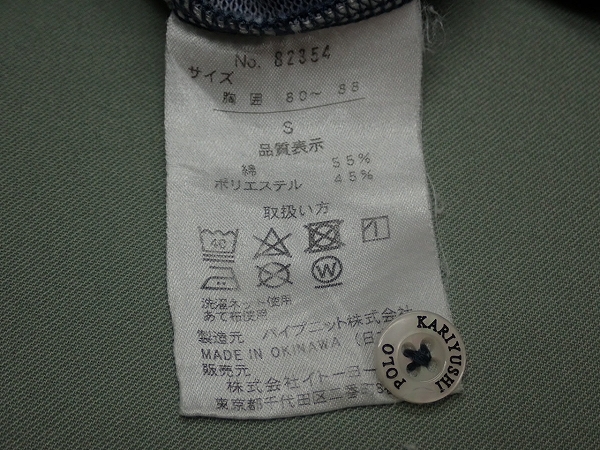 No. 82354
サイズ
胸囲 80～ 88
S
品質表示
綿 55%
ポリエステル 45%
取扱い方
40
W
洗濯ネット使用
あて布使用
製造元 パイプニット株式会社
MADE IN OKINAWA (日
販売元
株式会社イトーヨー
東京都千代田区二番町8
KARIYUSHI
POLO